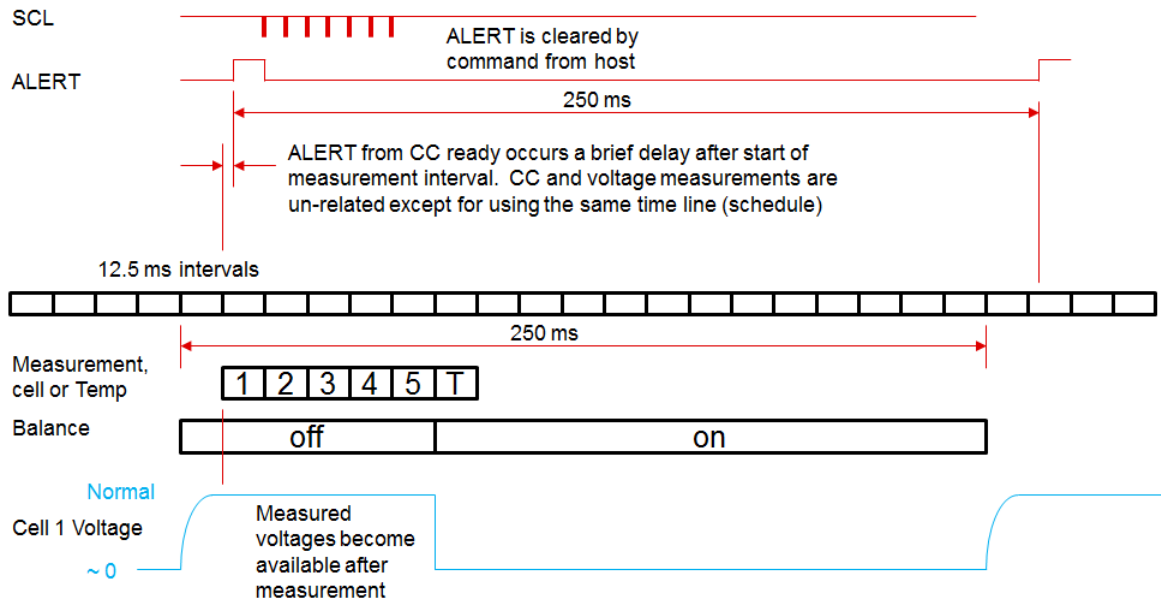 SCL
ALERT is cleared by
command from host
ALERT
250 ms
ALERT from CC ready occurs a brief delay after start of
measurement interval. CC and voltage measurements are
un-related except for using the same time line (schedule)
12.5 ms intervals
250 ms
Measurement,
cell or Temp
1 2 3 4 5 T
Balance
off on
Normal
Cell 1 Voltage
~ 0
Measured
voltages become
available after
measurement